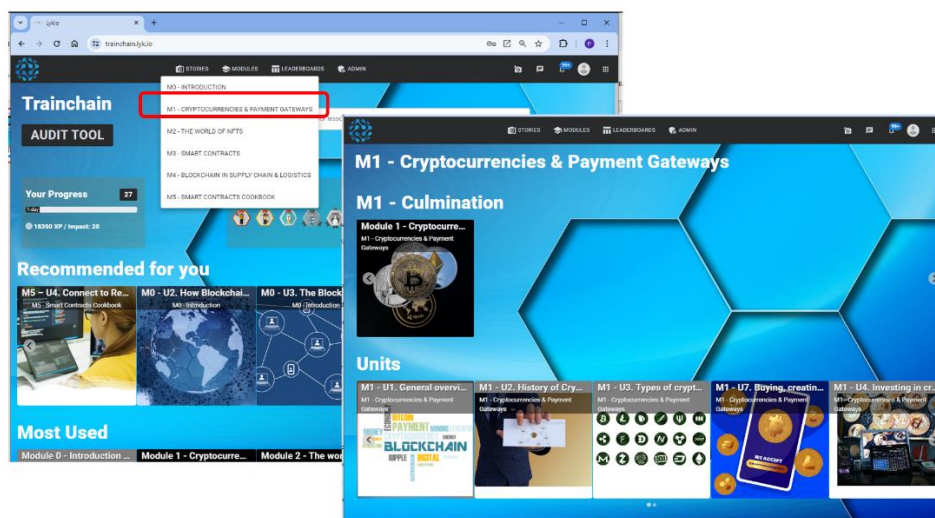 Lyklo
trainchain.lyk.io
STORIES MODULES LEADERBOARDS ADMIN
99+
Trainchain
AUDIT TOOL
M0 - INTRODUCTION
M1 - CRYPTOCURRENCIES & PAYMENT GATEWAYS
M2 - THE WORLD OF NFTS
M3 - SMART CONTRACTS
M4 - BLOCKCHAIN IN SUPPLY CHAIN & LOGISTICS
M5 - SMART CONTRACTS COOKBOOK
Your Progress 27
1-day
18350 XP / Impact: 20
Recommended for you
M5 – U4. Connect to Re...
M5 - Smart Contracts Cookbook
M0 - U2. How Blockchai...
M0 - Introduction
M0 - U3. The Block
M0 - Introduction
Most Used
Module 0 - Introduction ...
Module 1 - Cryptocurre...
Module 2 - The wor
STORIES MODULES LEADERBOARDS ADMIN
99+
M1 - Cryptocurrencies & Payment Gateways
M1 - Culmination
Module 1 - Cryptocurre...
M1 - Cryptocurrencies & Payment
Gateways
Units
M1 - U1. General overvi...
M1 - Cryptocurrencies & Payment
Gateways
BITCOIN
PAYMENT
MONEY
BLOCKCHAIN
RIPPLE DIGITAL
M1 - U2. History of Cry...
M1 - Cryptocurrencies & Payment
Gateways
M1 - U3. Types of crypt...
M1 - Cryptocurrencies & Payment
Gateways
M1 - U7. Buying, creatin...
M1 - Cryptocurrencies & Payment
Gateways
WE ACCEPT
M1 - U4. Investing in cr...
M1 - Cryptocurrencies & Payment
Gateways